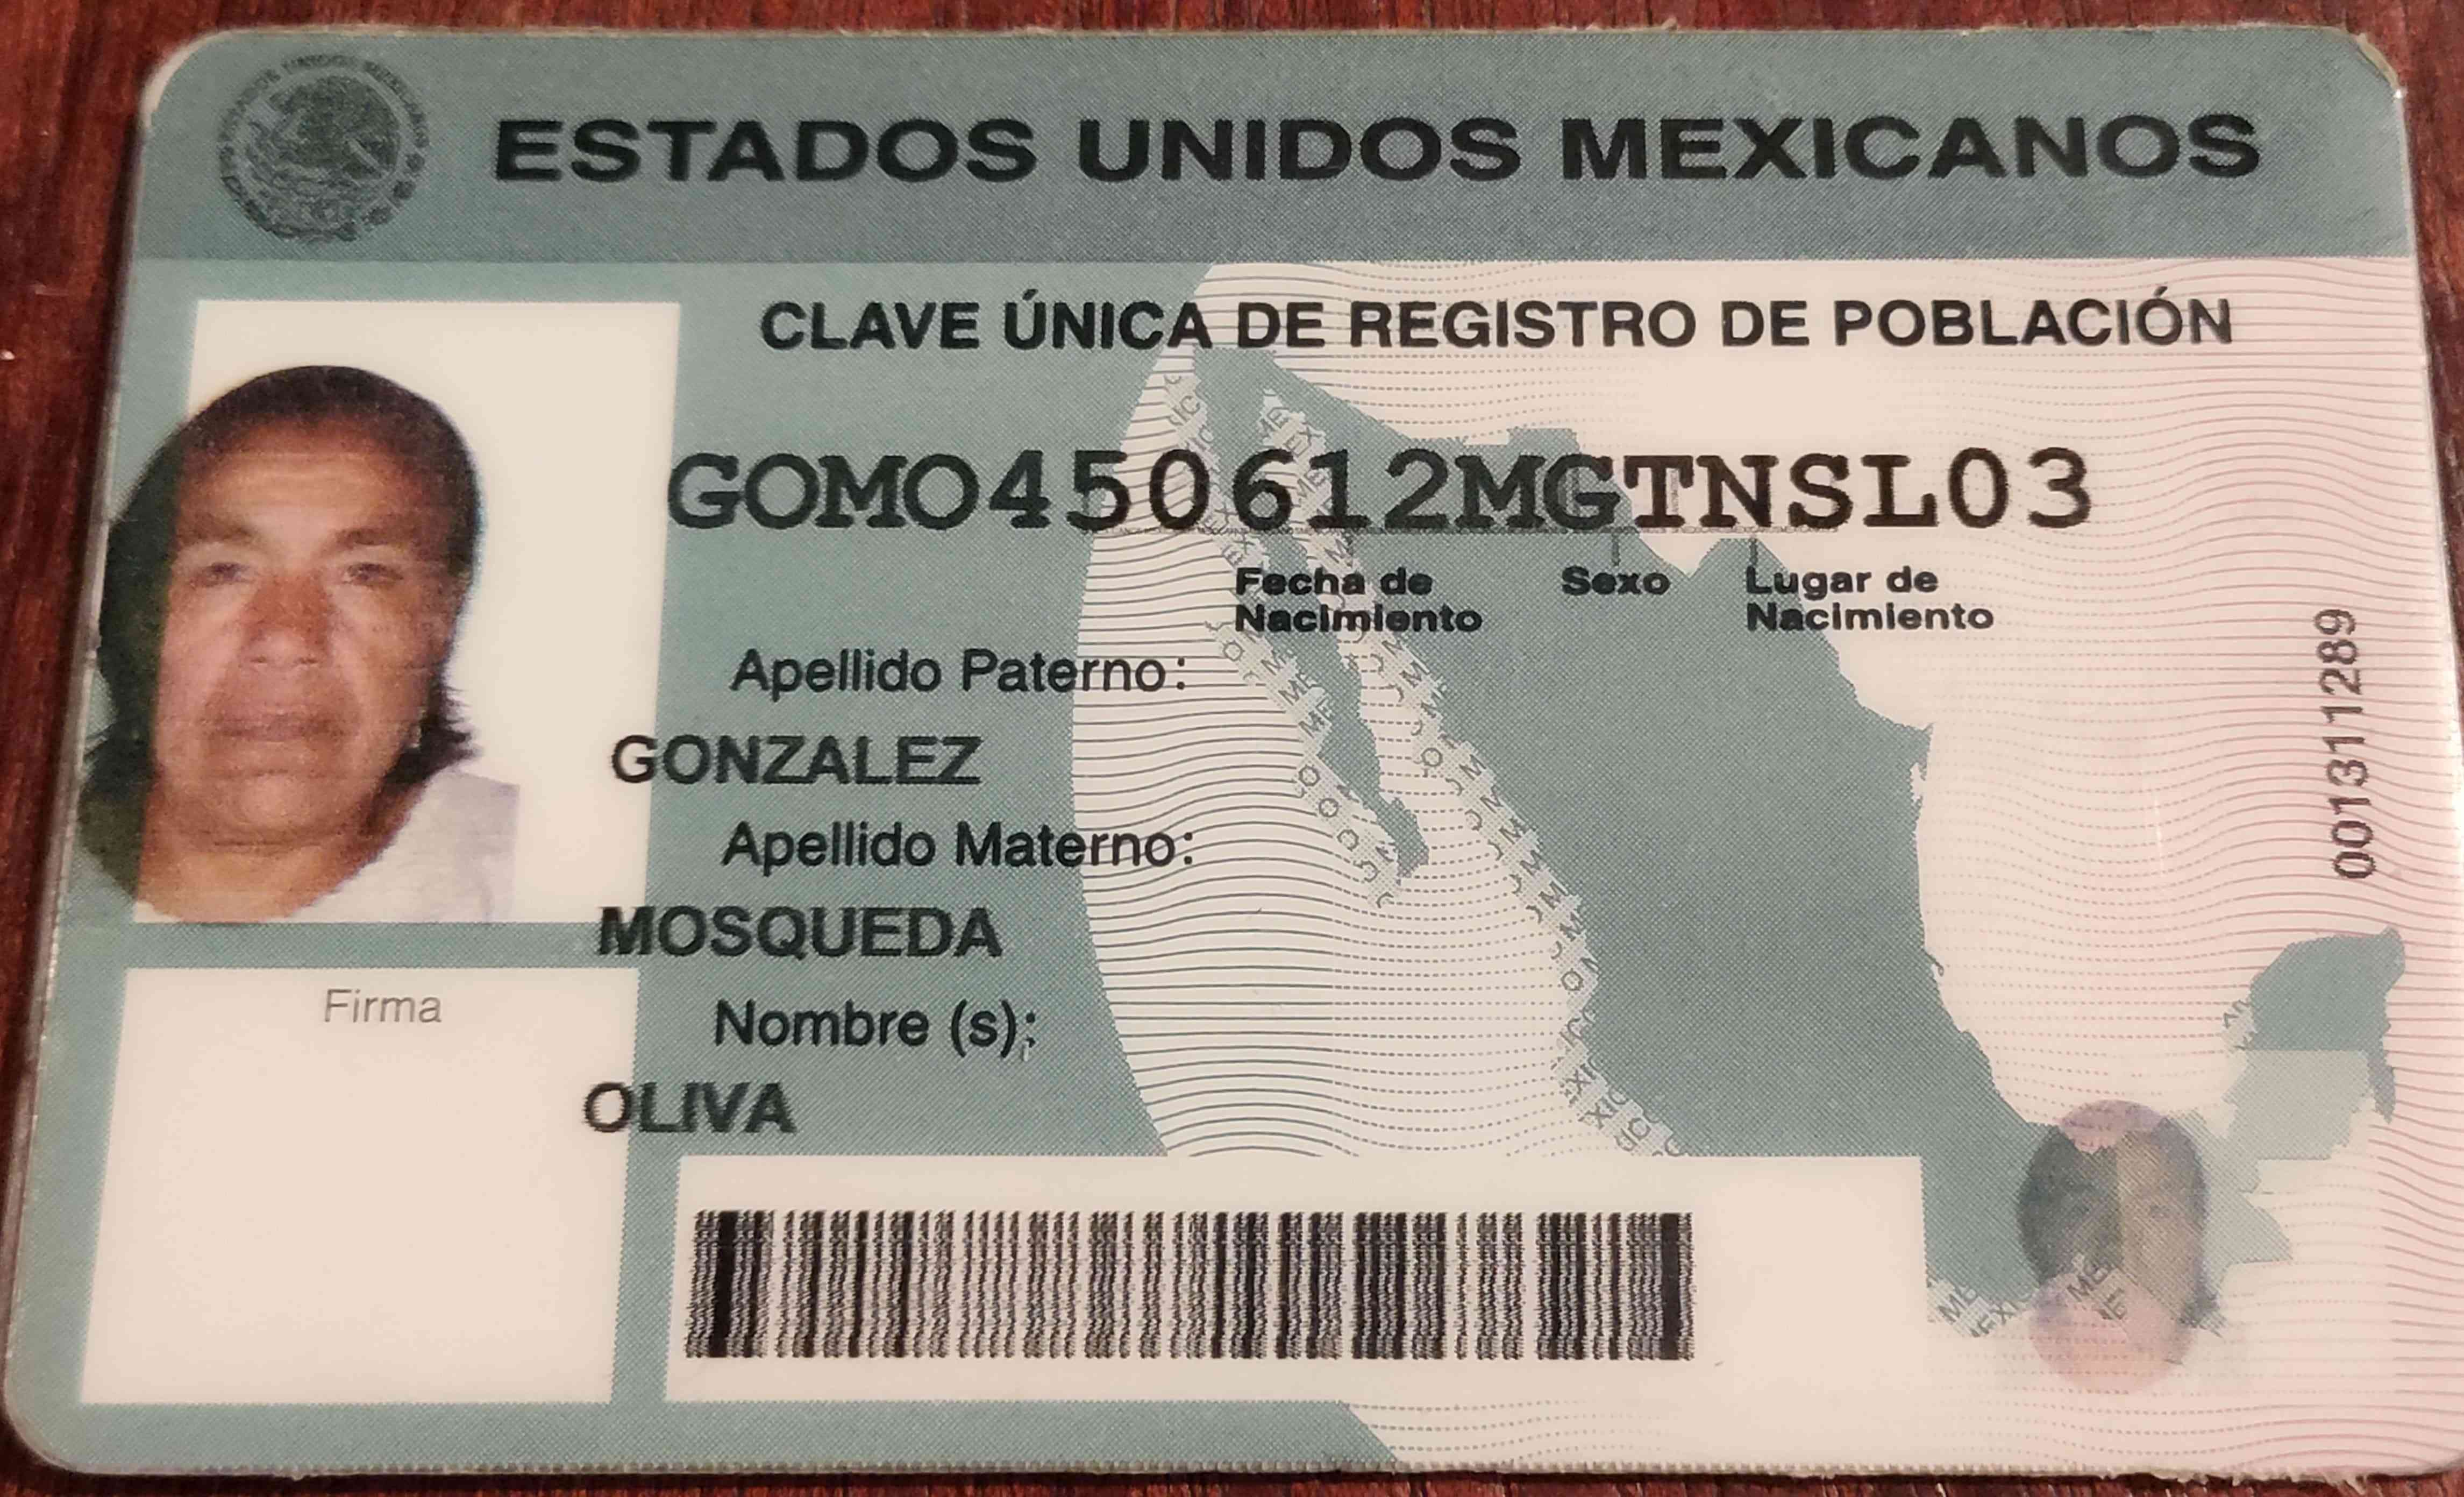 ESTADOS UNIDOS MEXICANOS
CLAVE ÚNICA DE REGISTRO DE POBLACIÓN
GOMO450612MGTNSL03
Fecha de Nacimiento
Sexo
Lugar de Nacimiento
Apellido Paterno:
GONZALEZ
Apellido Materno:
MOSQUEDA
Nombre (s):
OLIVA
Firma
001311289